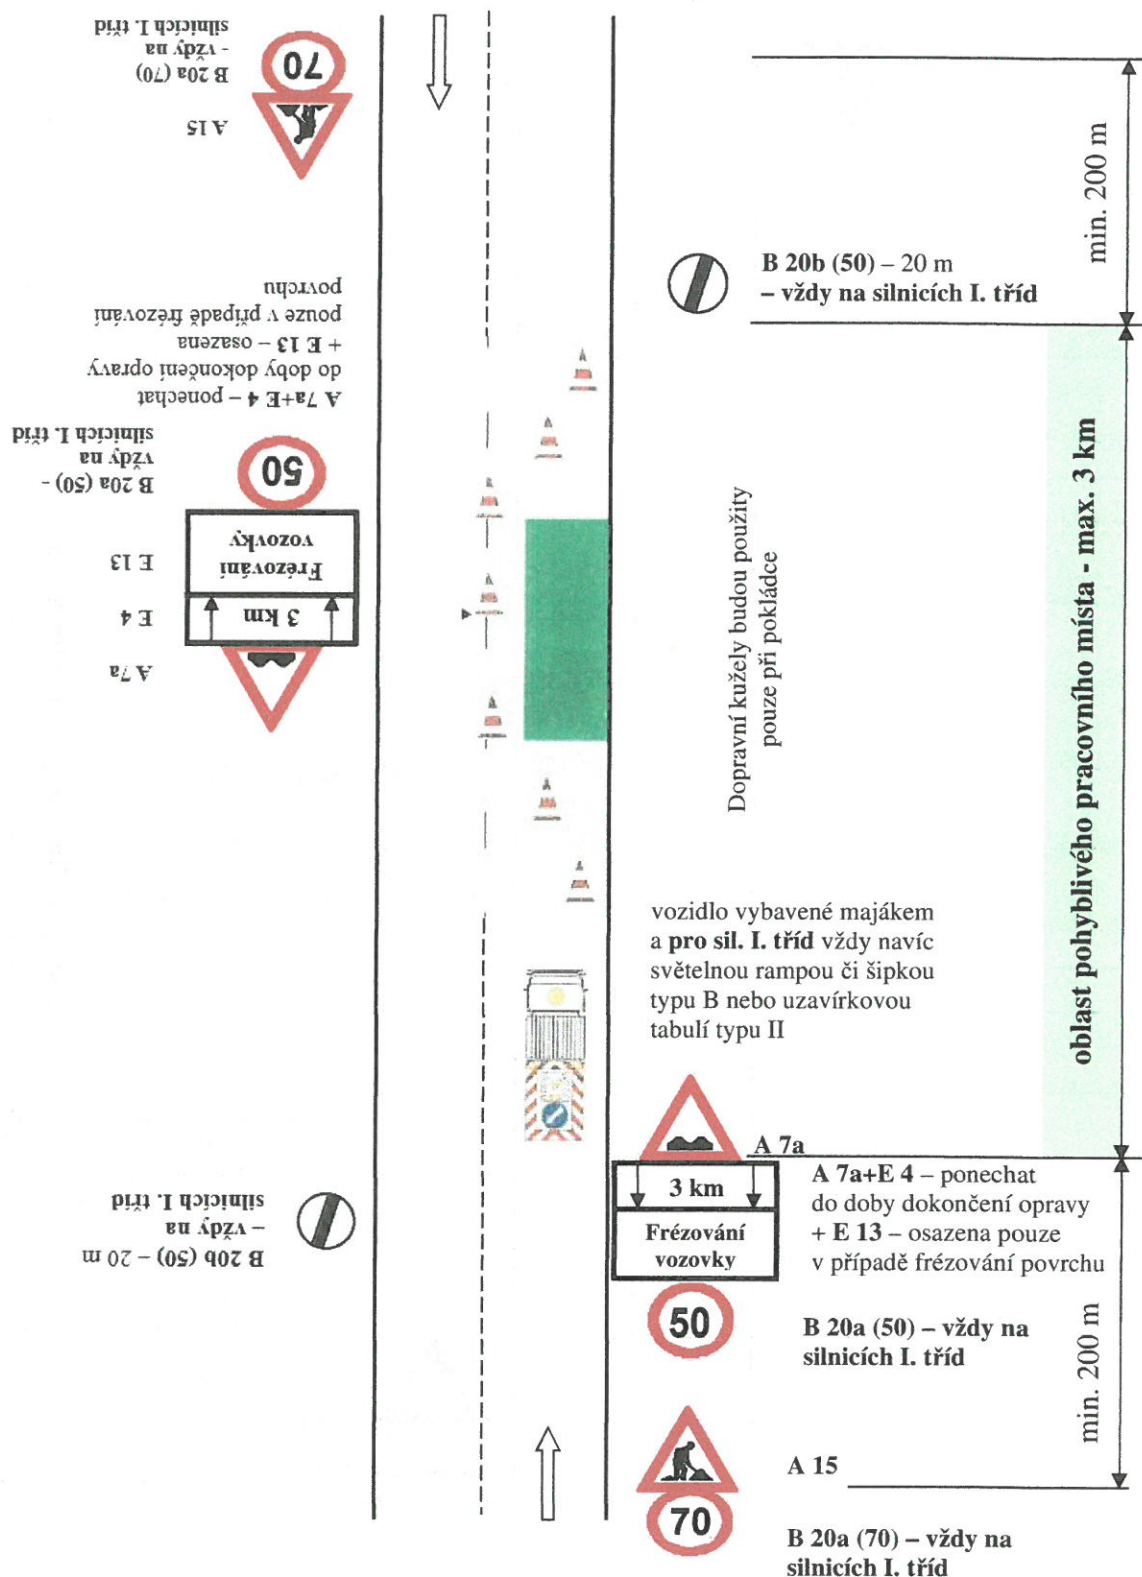 70
B 20a (70)
- vždy na
silnicích I. tříd
A 15
min. 200 m
B 20b (50) – 20 m
– vždy na silnicích I. tříd
A 7a+E 4 – ponechat
do doby dokončení opravy
+ E 13 – osazena
pouze v případě frézování
povrchu
B 20a (50) -
vždy na
silnicích I. tříd
50
Frézování
vozovky
E 13
3 km
E 4
A 7a
Dopravní kužely budou použity
pouze při pokládce
oblast pohyblivého pracovního místa - max. 3 km
vozidlo vybavené majákem
a pro sil. I. tříd vždy navíc
světelnou rampou či šipkou
typu B nebo uzavírkovou
tabulí typu II
A 7a
3 km
Frézování
vozovky
A 7a+E 4 – ponechat
do doby dokončení opravy
+ E 13 – osazena pouze
v případě frézování povrchu
B 20b (50) – 20 m
– vždy na
silnicích I. tříd
50
B 20a (50) – vždy na
silnicích I. tříd
min. 200 m
A 15
70
B 20a (70) – vždy na
silnicích I. tříd